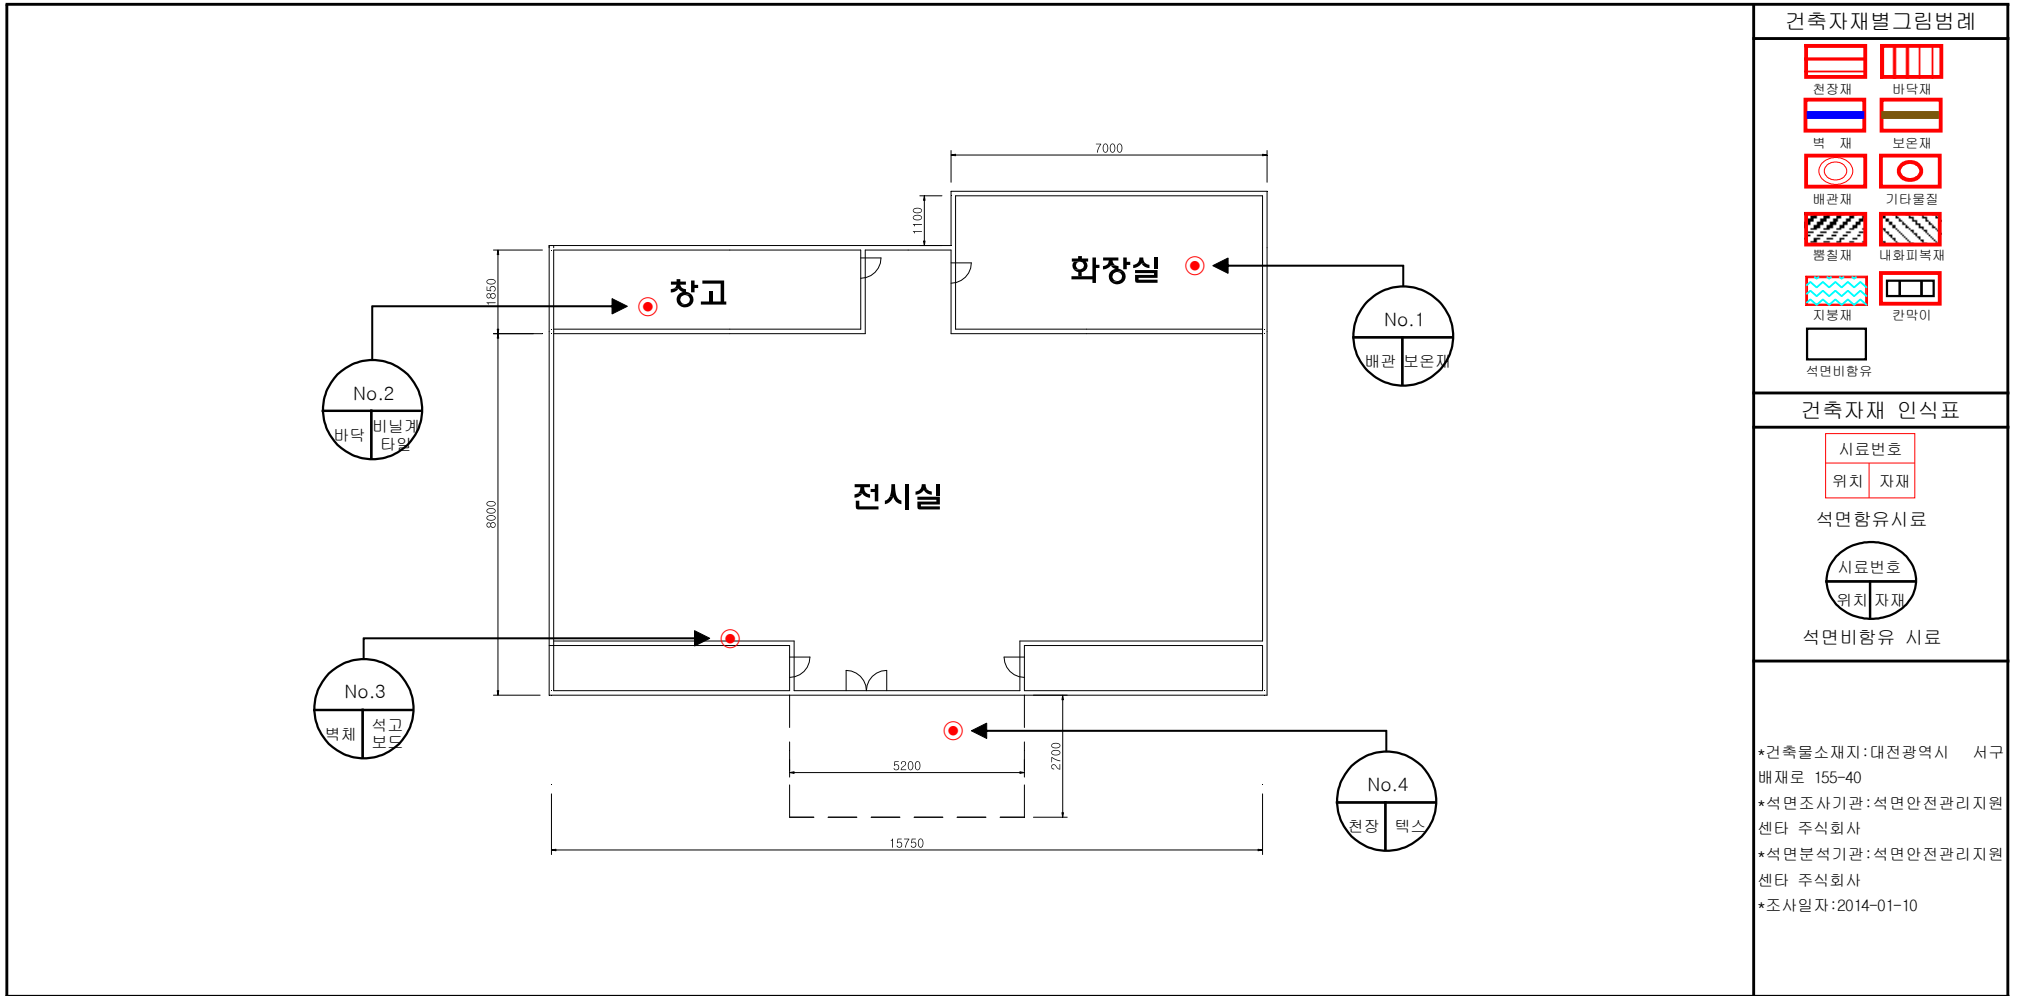 건축자재별그림범례
천장재 바닥재
벽 재 보온재
배관재 기타물질
뿜칠재 내화피복재
지붕재 칸막이
석면비함유
건축자재 인식표
시료번호
위치 자재
석면함유시료
시료번호
위치 자재
석면비함유 시료
*건축물소재지:대전광역시 서구
배재로 155-40
*석면조사기관:석면안전관리지원
센타 주식회사
*석면분석기관:석면안전관리지원
센타 주식회사
*조사일자:2014-01-10
7000
1100
화장실
No.1
배관 보온재
창고
1850
No.2
바닥 비닐계
타일
전시실
8000
No.3
벽체 석고
보드
5200
2700
No.4
천장 텍스
15750